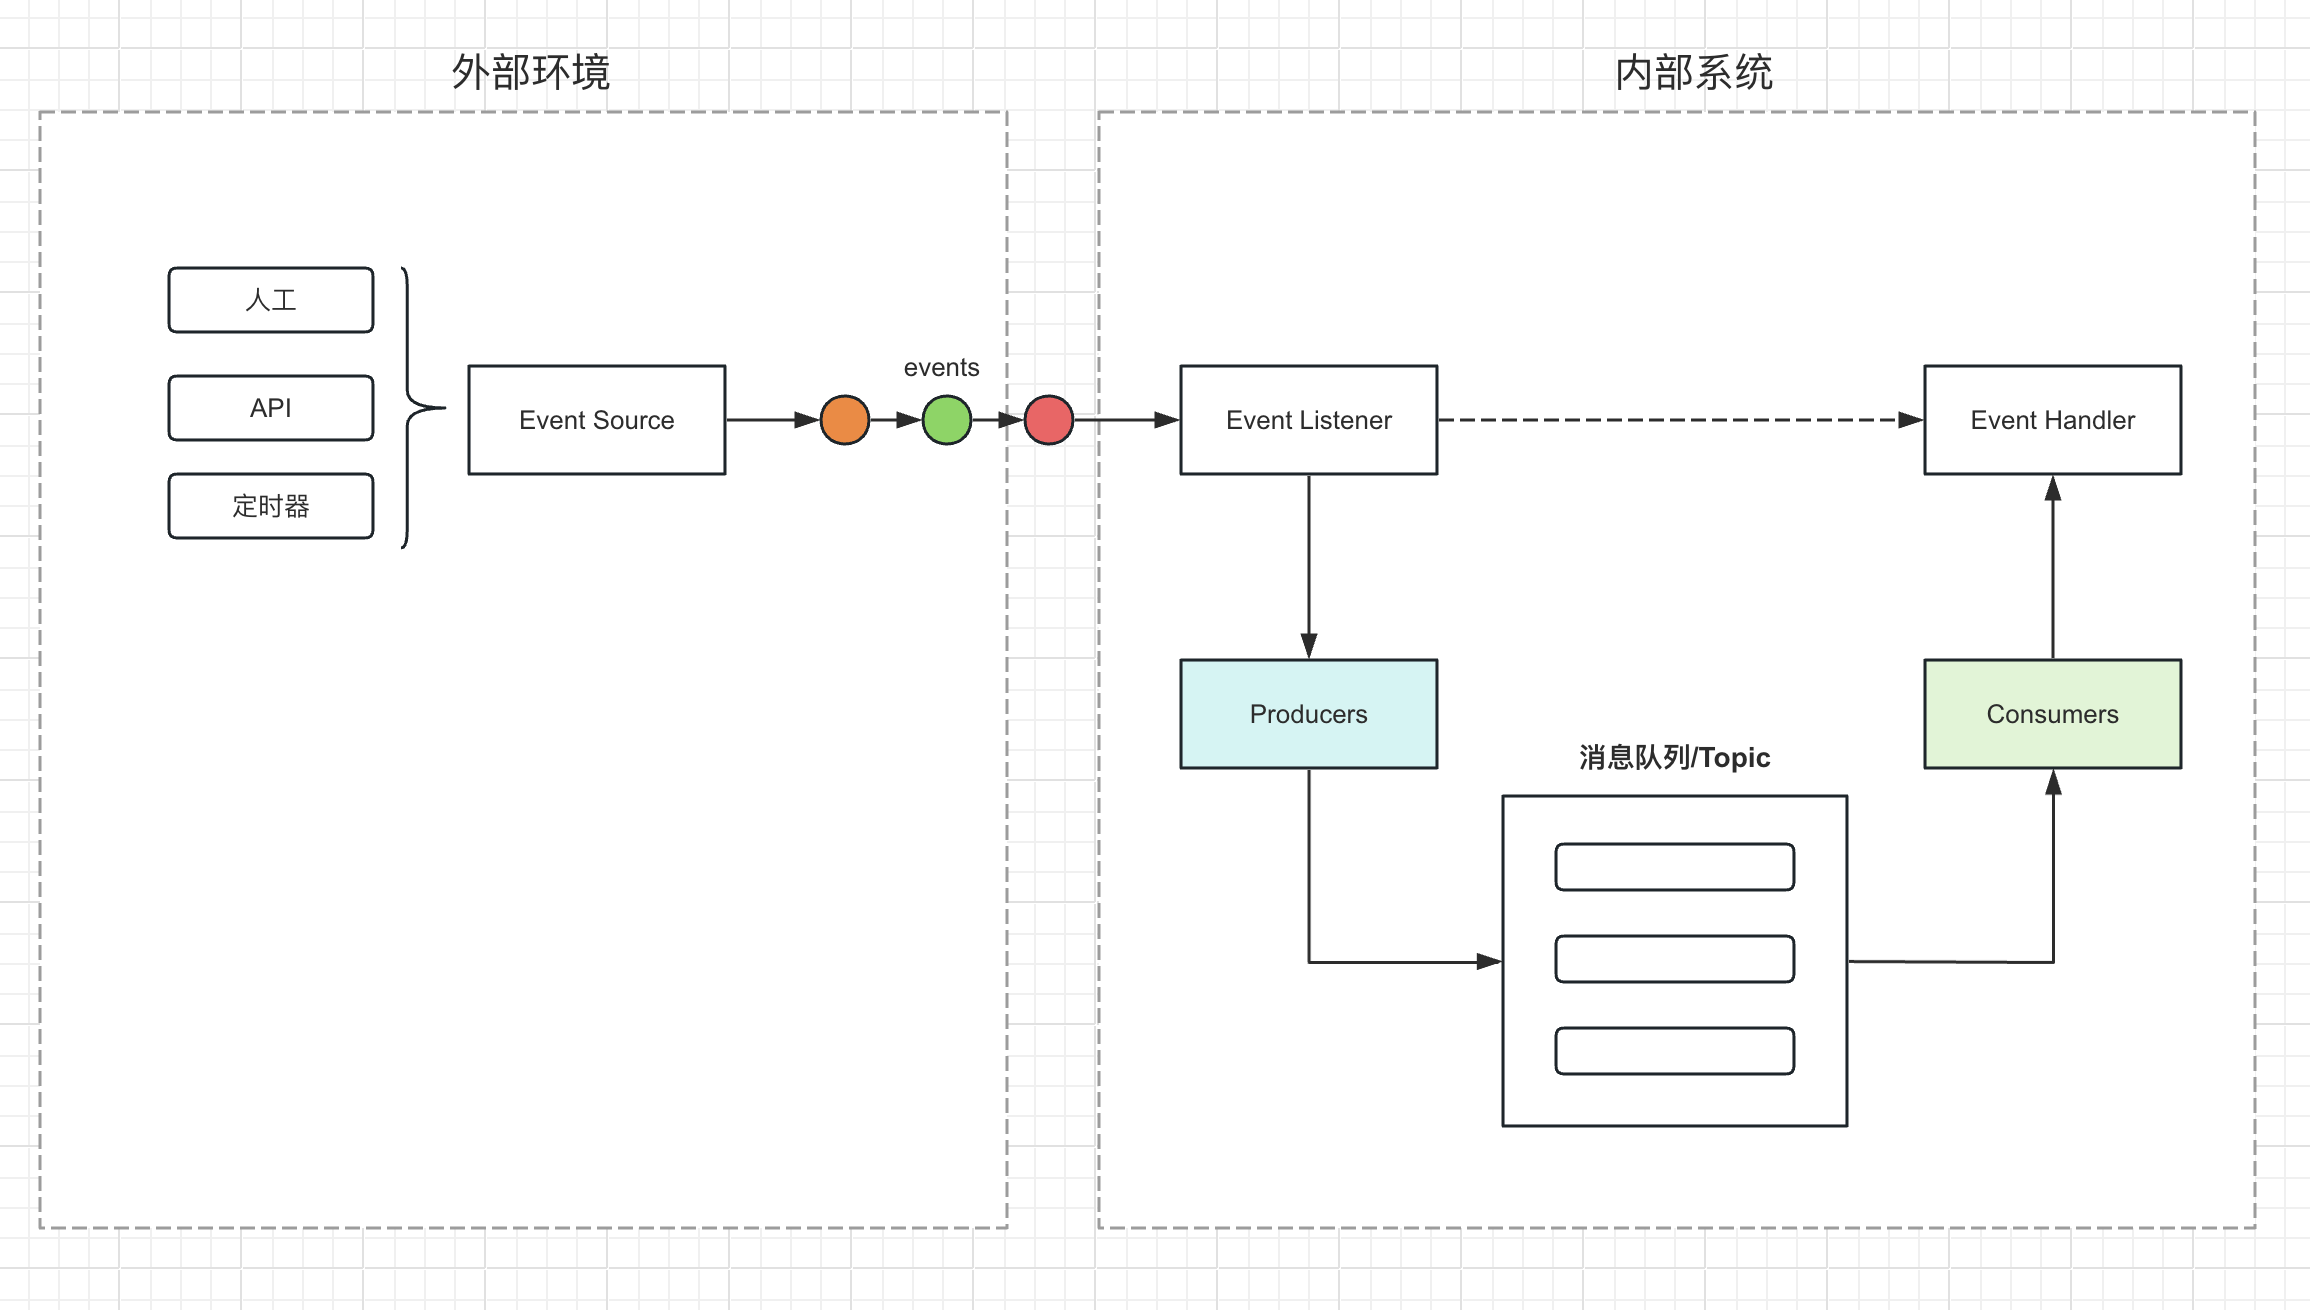 外部环境
内部系统
人工
API
定时器
Event Source
events
Event Listener
Event Handler
Producers
Consumers
消息队列/Topic